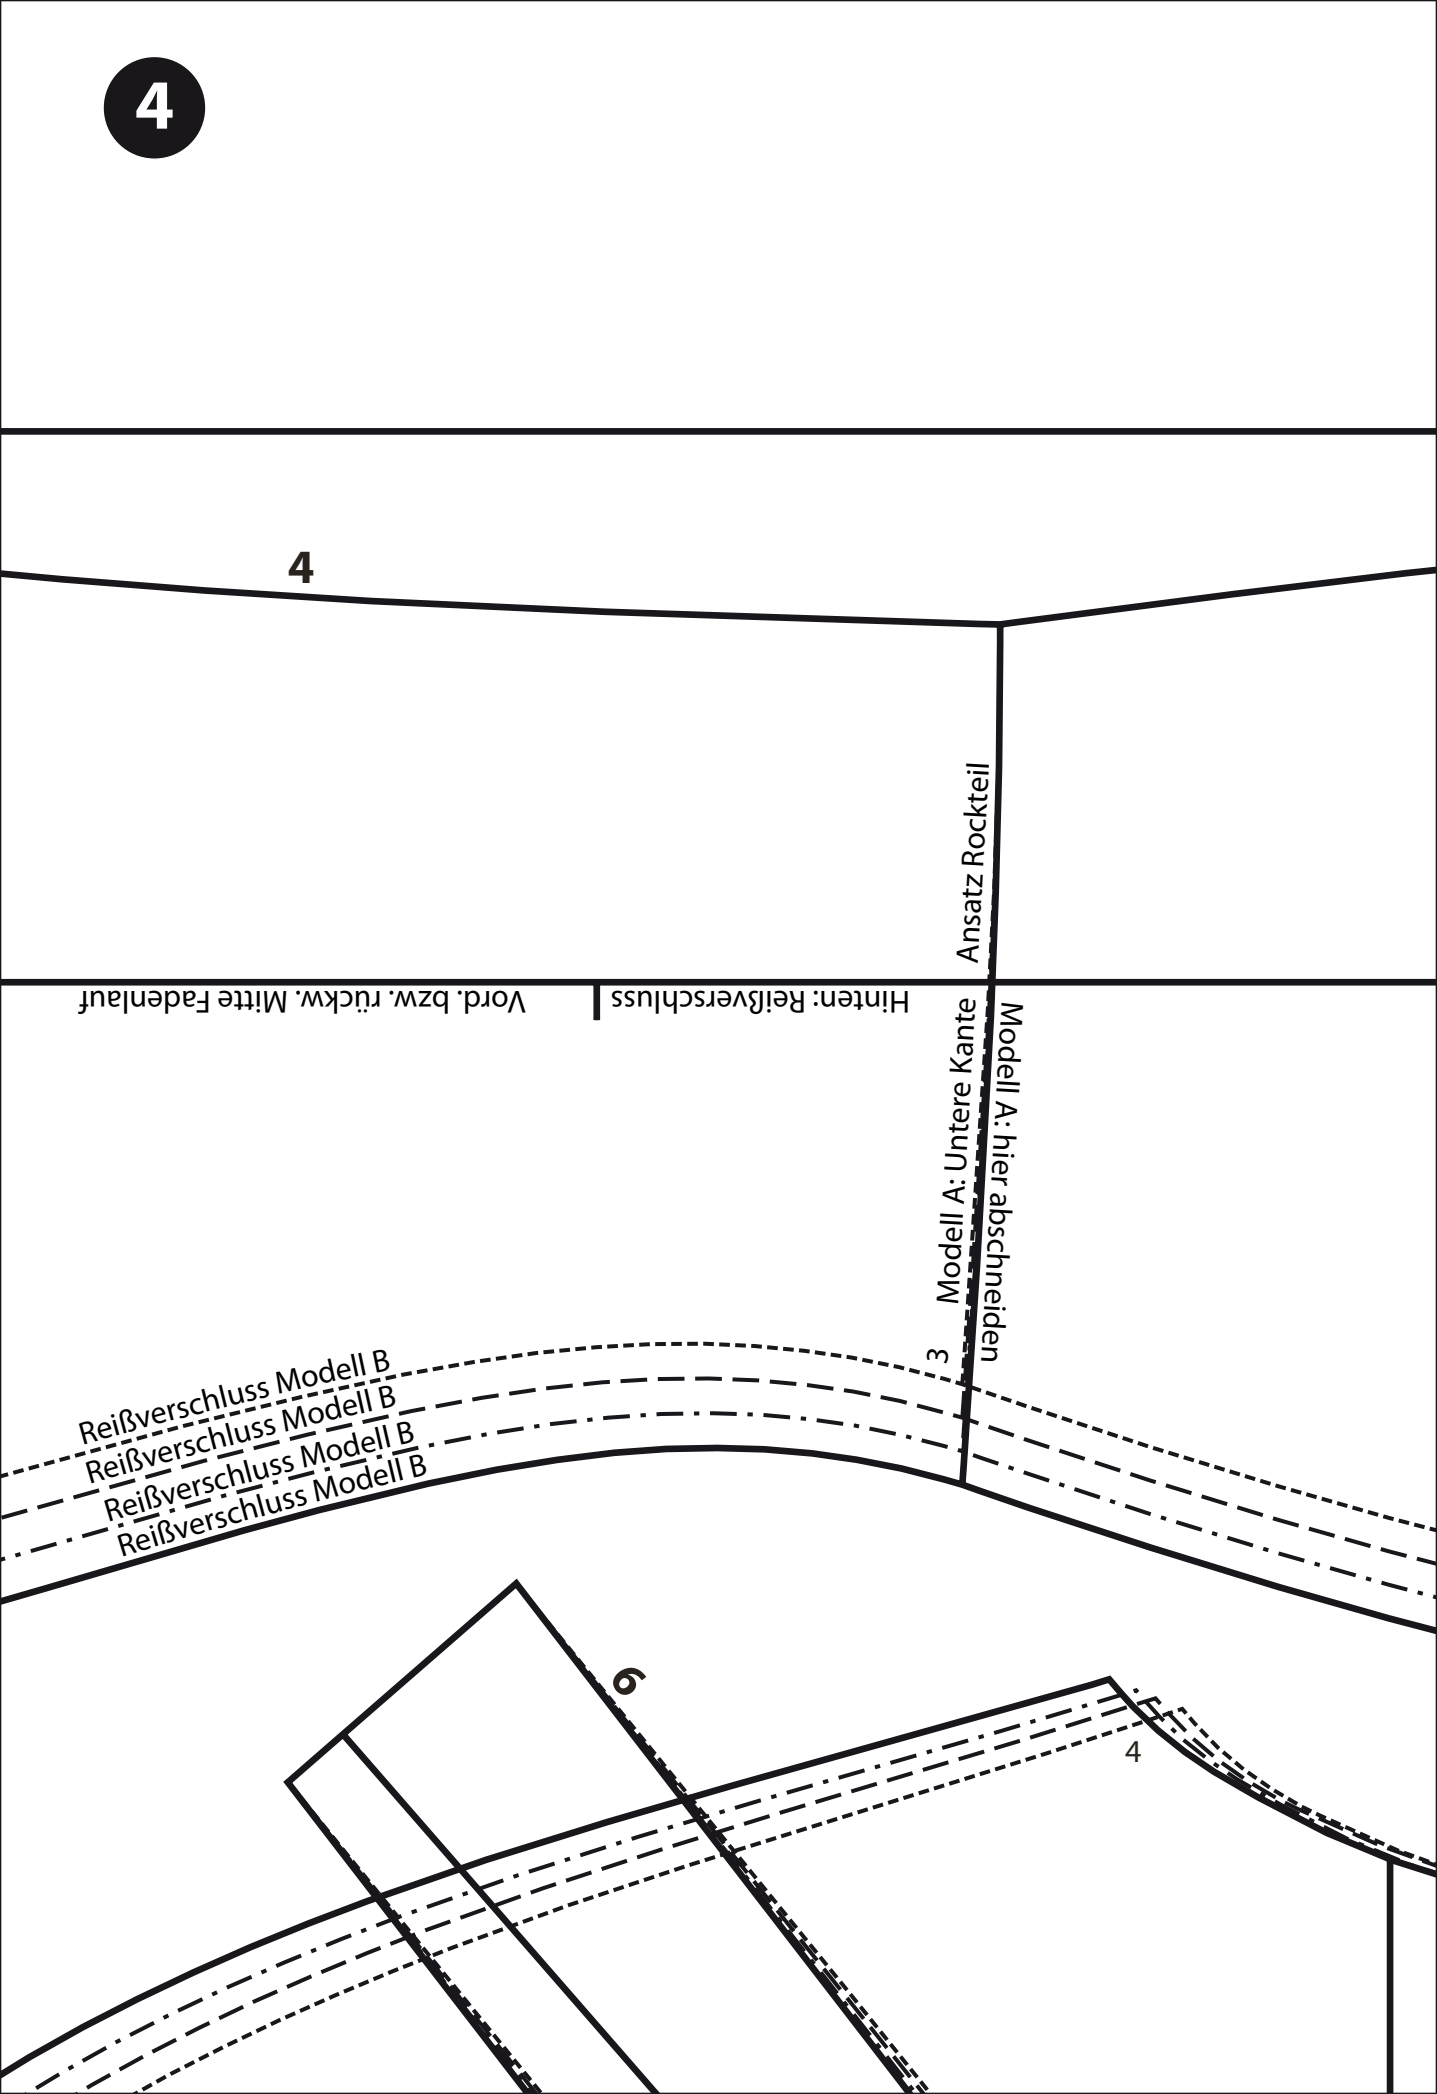 4
4
Ansatz Rockteil
Vord. bzw. rückw. Mitte Fadenlauf
Hinten: Reißverschluss
Modell A: Untere Kante
Modell A: hier abschneiden
3
Reißverschluss Modell B
Reißverschluss Modell B
Reißverschluss Modell B
Reißverschluss Modell B
6
4